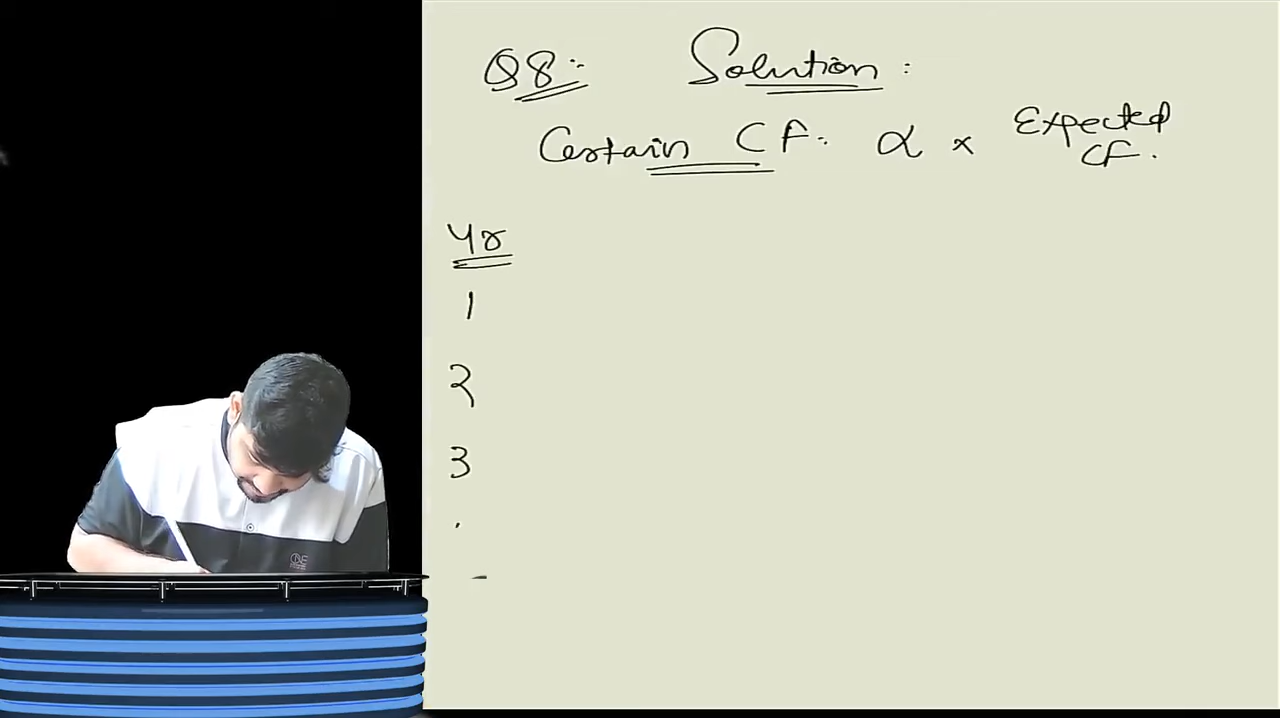 Q8:- Solution:
Certain CF: α × Expected CF.
Yr
1
2
3